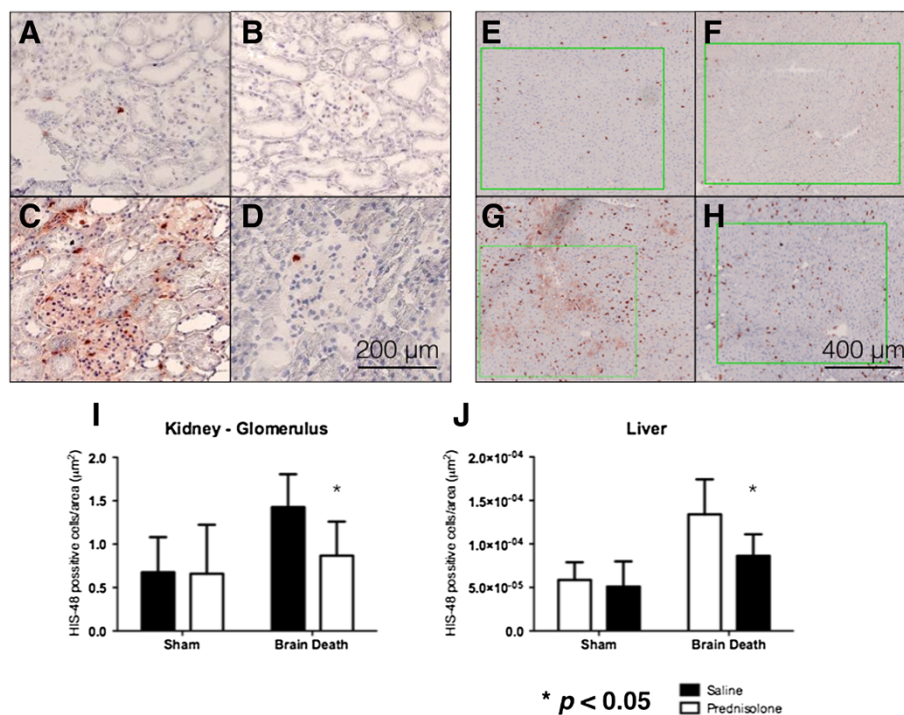 A
B
E
F
C
D
G
H
200 µm
400 µm
I
Kidney - Glomerulus
HIS-48 possitive cells/area (µm²)
2.0
1.5
1.0
0.5
0.0
*
Sham
Brain Death
J
Liver
HIS-48 possitive cells/area (µm²)
2.0×10⁻⁰⁴
1.5×10⁻⁰⁴
1.0×10⁻⁰⁴
5.0×10⁻⁰⁵
0.0
*
Sham
Brain Death
* p < 0.05
Saline
Prednisolone